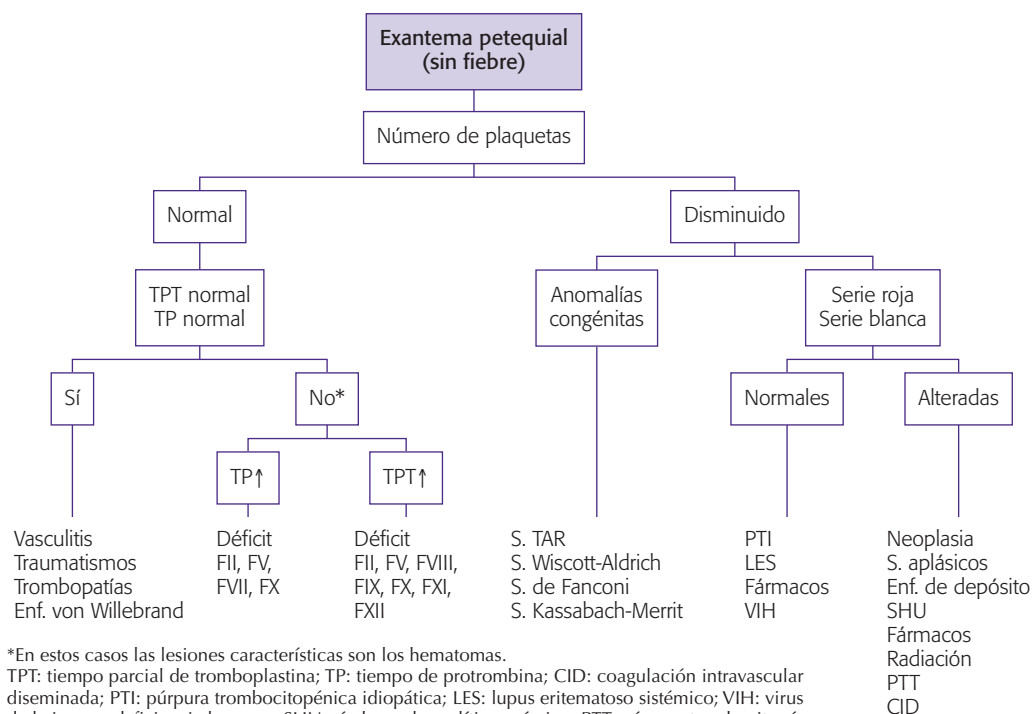 Exantema petequial
(sin fiebre)
Número de plaquetas
Normal
Disminuido
TPT normal
TP normal
Anomalías
congénitas
Serie roja
Serie blanca
Sí
No*
Normales
Alteradas
TP↑
TPT↑
Vasculitis
Traumatismos
Trombopatías
Enf. von Willebrand
Déficit
FII, FV,
FVII, FX
Déficit
FII, FV, FVIII,
FIX, FX, FXI,
FXII
S. TAR
S. Wiscott-Aldrich
S. de Fanconi
S. Kassabach-Merrit
PTI
LES
Fármacos
VIH
Neoplasia
S. aplásicos
Enf. de depósito
SHU
Fármacos
Radiación
PTT
CID
*En estos casos las lesiones características son los hematomas.
TPT: tiempo parcial de tromboplastina; TP: tiempo de protrombina; CID: coagulación intravascular
diseminada; PTI: púrpura trombocitopénica idiopática; LES: lupus eritematoso sistémico; VIH: virus